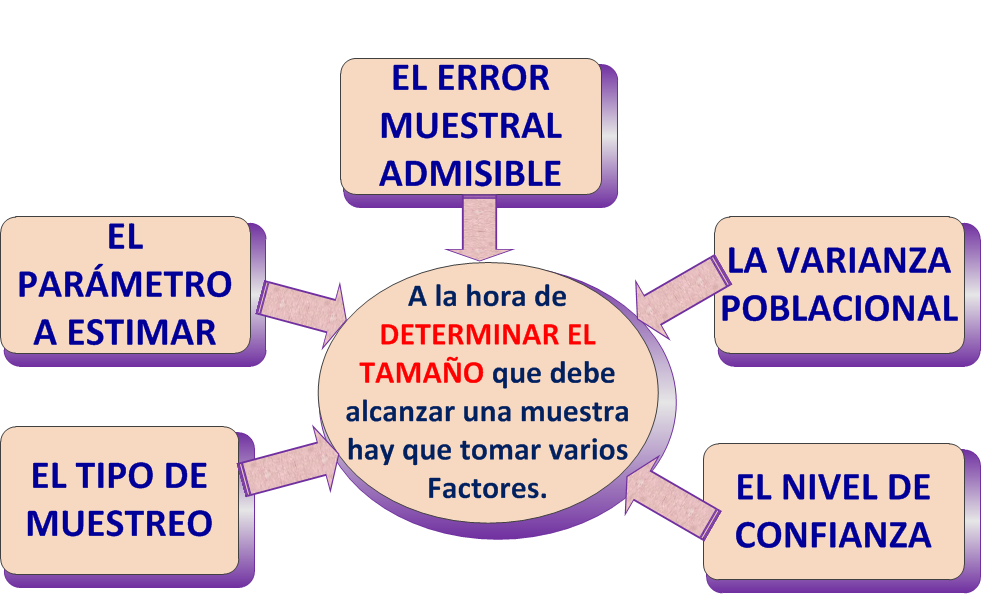 EL ERROR
MUESTRAL
ADMISIBLE
EL
PARÁMETRO
A ESTIMAR
LA VARIANZA
POBLACIONAL
A la hora de
DETERMINAR EL
TAMAÑO que debe
alcanzar una muestra
hay que tomar varios
Factores.
EL TIPO DE
MUESTREO
EL NIVEL DE
CONFIANZA